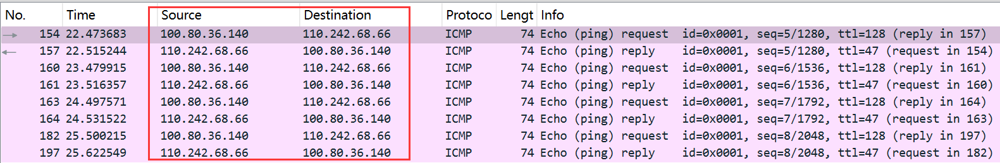 No. Time Source Destination Protoco Lengt Info
154 22.473683 100.80.36.140 110.242.68.66 ICMP 74 Echo (ping) request id=0x0001, seq=5/1280, ttl=128 (reply in 157)
157 22.515244 110.242.68.66 100.80.36.140 ICMP 74 Echo (ping) reply id=0x0001, seq=5/1280, ttl=47 (request in 154)
160 23.479915 100.80.36.140 110.242.68.66 ICMP 74 Echo (ping) request id=0x0001, seq=6/1536, ttl=128 (reply in 161)
161 23.516357 110.242.68.66 100.80.36.140 ICMP 74 Echo (ping) reply id=0x0001, seq=6/1536, ttl=47 (request in 160)
163 24.497571 100.80.36.140 110.242.68.66 ICMP 74 Echo (ping) request id=0x0001, seq=7/1792, ttl=128 (reply in 164)
164 24.531522 110.242.68.66 100.80.36.140 ICMP 74 Echo (ping) reply id=0x0001, seq=7/1792, ttl=47 (request in 163)
182 25.500215 100.80.36.140 110.242.68.66 ICMP 74 Echo (ping) request id=0x0001, seq=8/2048, ttl=128 (reply in 197)
197 25.622549 110.242.68.66 100.80.36.140 ICMP 74 Echo (ping) reply id=0x0001, seq=8/2048, ttl=47 (request in 182)